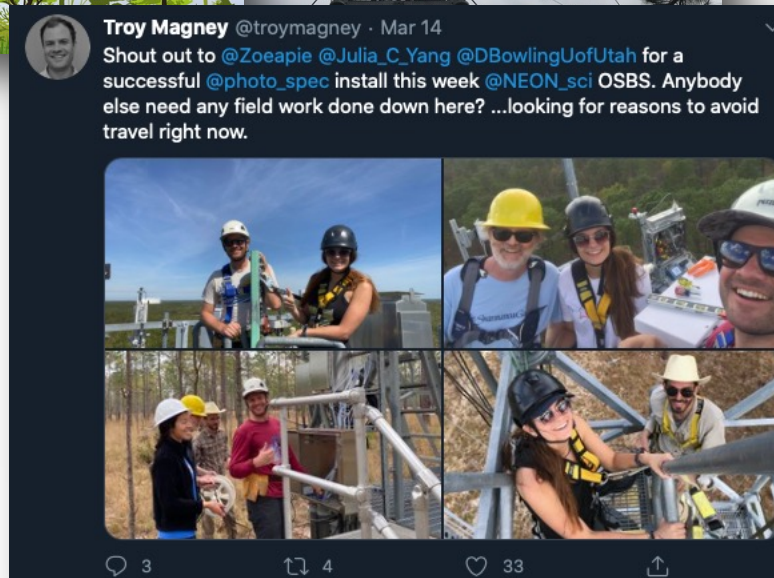 Troy Magney @troymagney · Mar 14
Shout out to @Zoeapie @Julia_C_Yang @DBowlingUofUtah for a
successful @photo_spec install this week @NEON_sci OSBS. Anybody
else need any field work done down here? ...looking for reasons to avoid
travel right now.
3 4 33